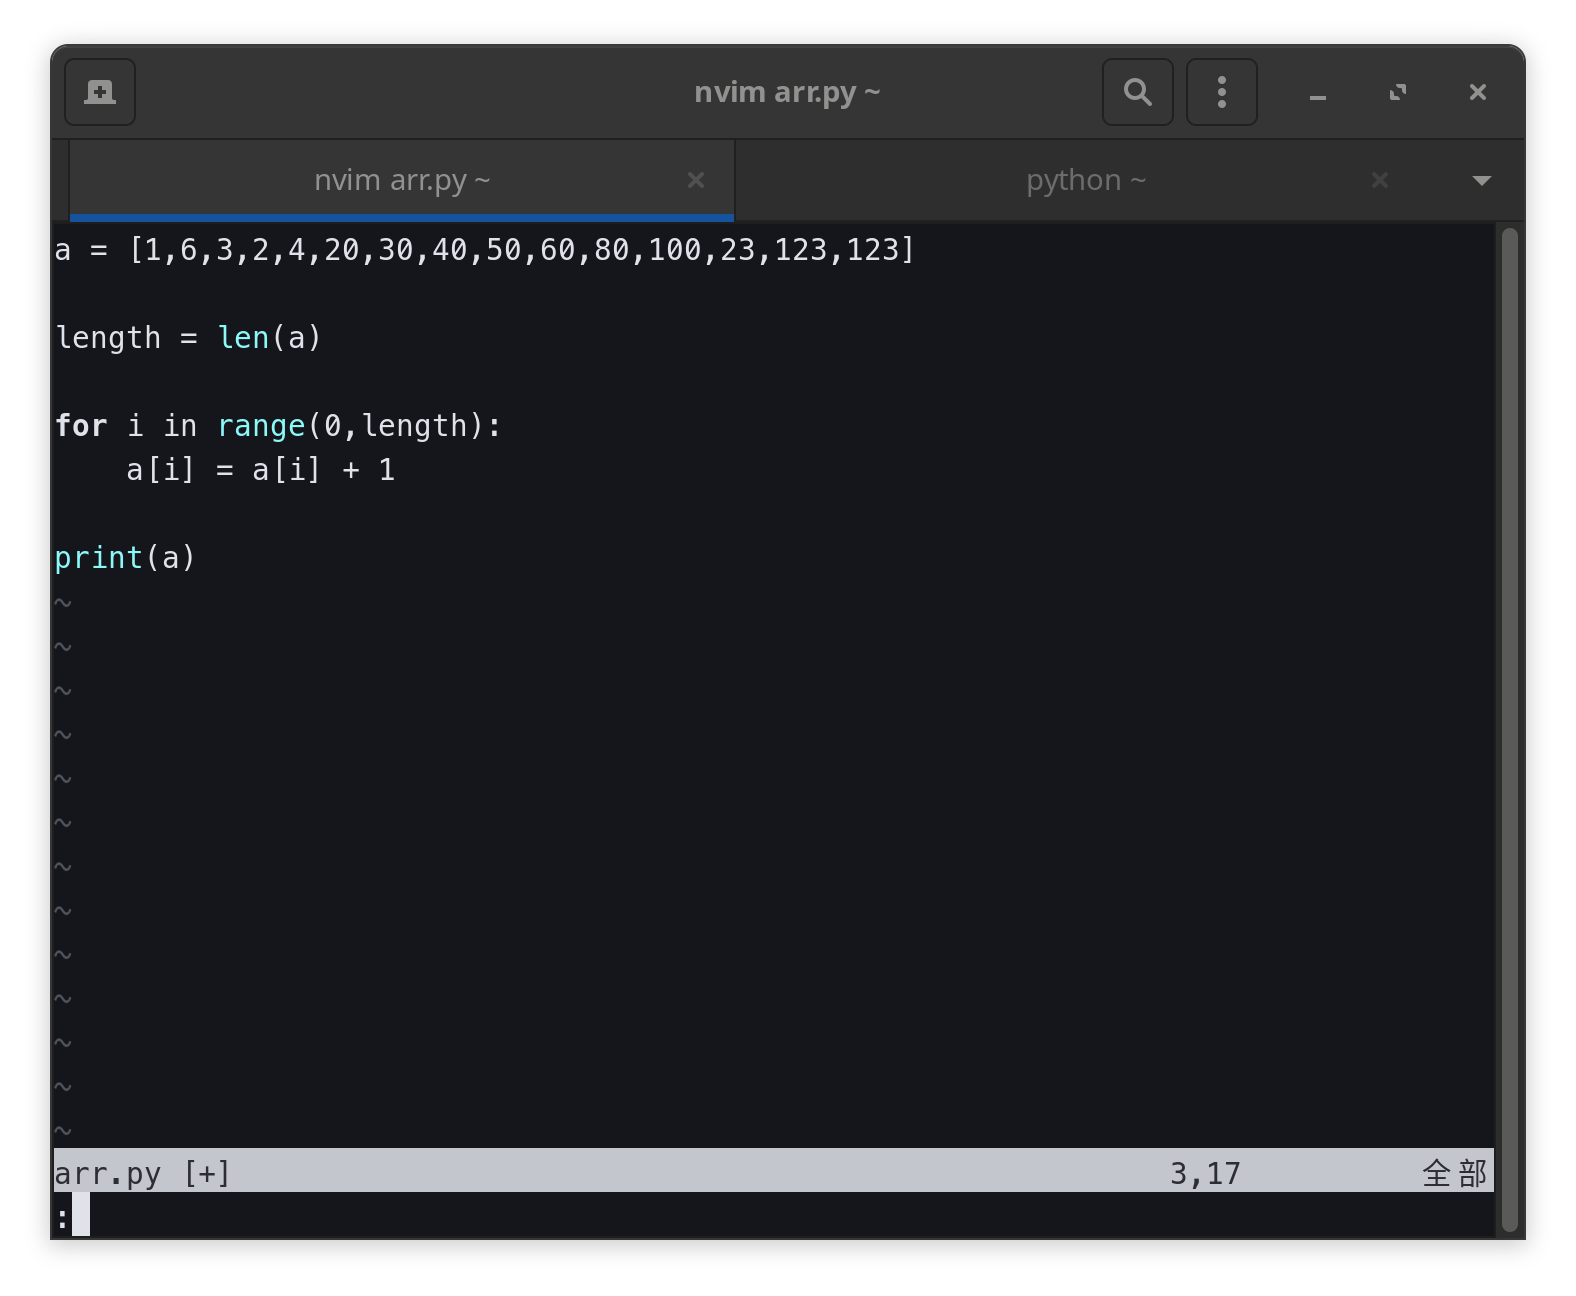 nvim arr.py ~
nvim arr.py ~
python ~
a = [1,6,3,2,4,20,30,40,50,60,80,100,23,123,123]
length = len(a)
for i in range(0,length):
    a[i] = a[i] + 1
print(a)
~
~
~
~
~
~
~
~
~
~
~
~
~
arr.py [+] 3,17 全部
: